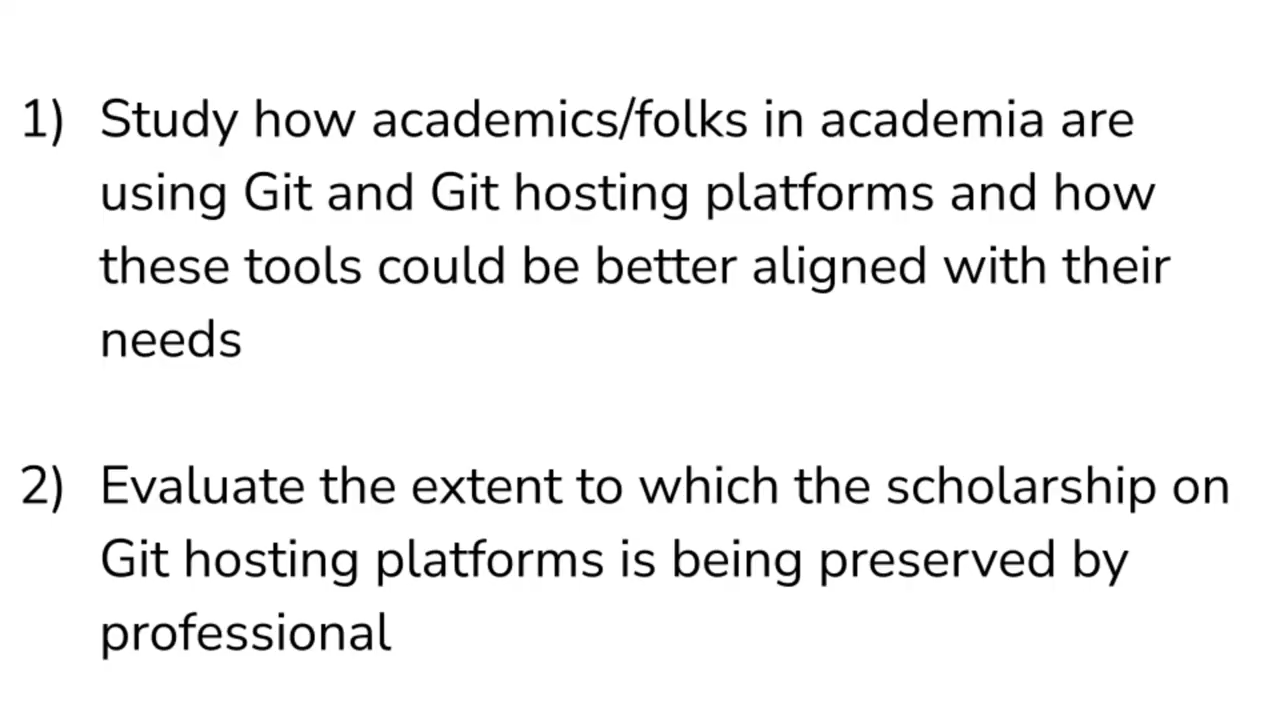 1) Study how academics/folks in academia are
using Git and Git hosting platforms and how
these tools could be better aligned with their
needs
2) Evaluate the extent to which the scholarship on
Git hosting platforms is being preserved by
professional